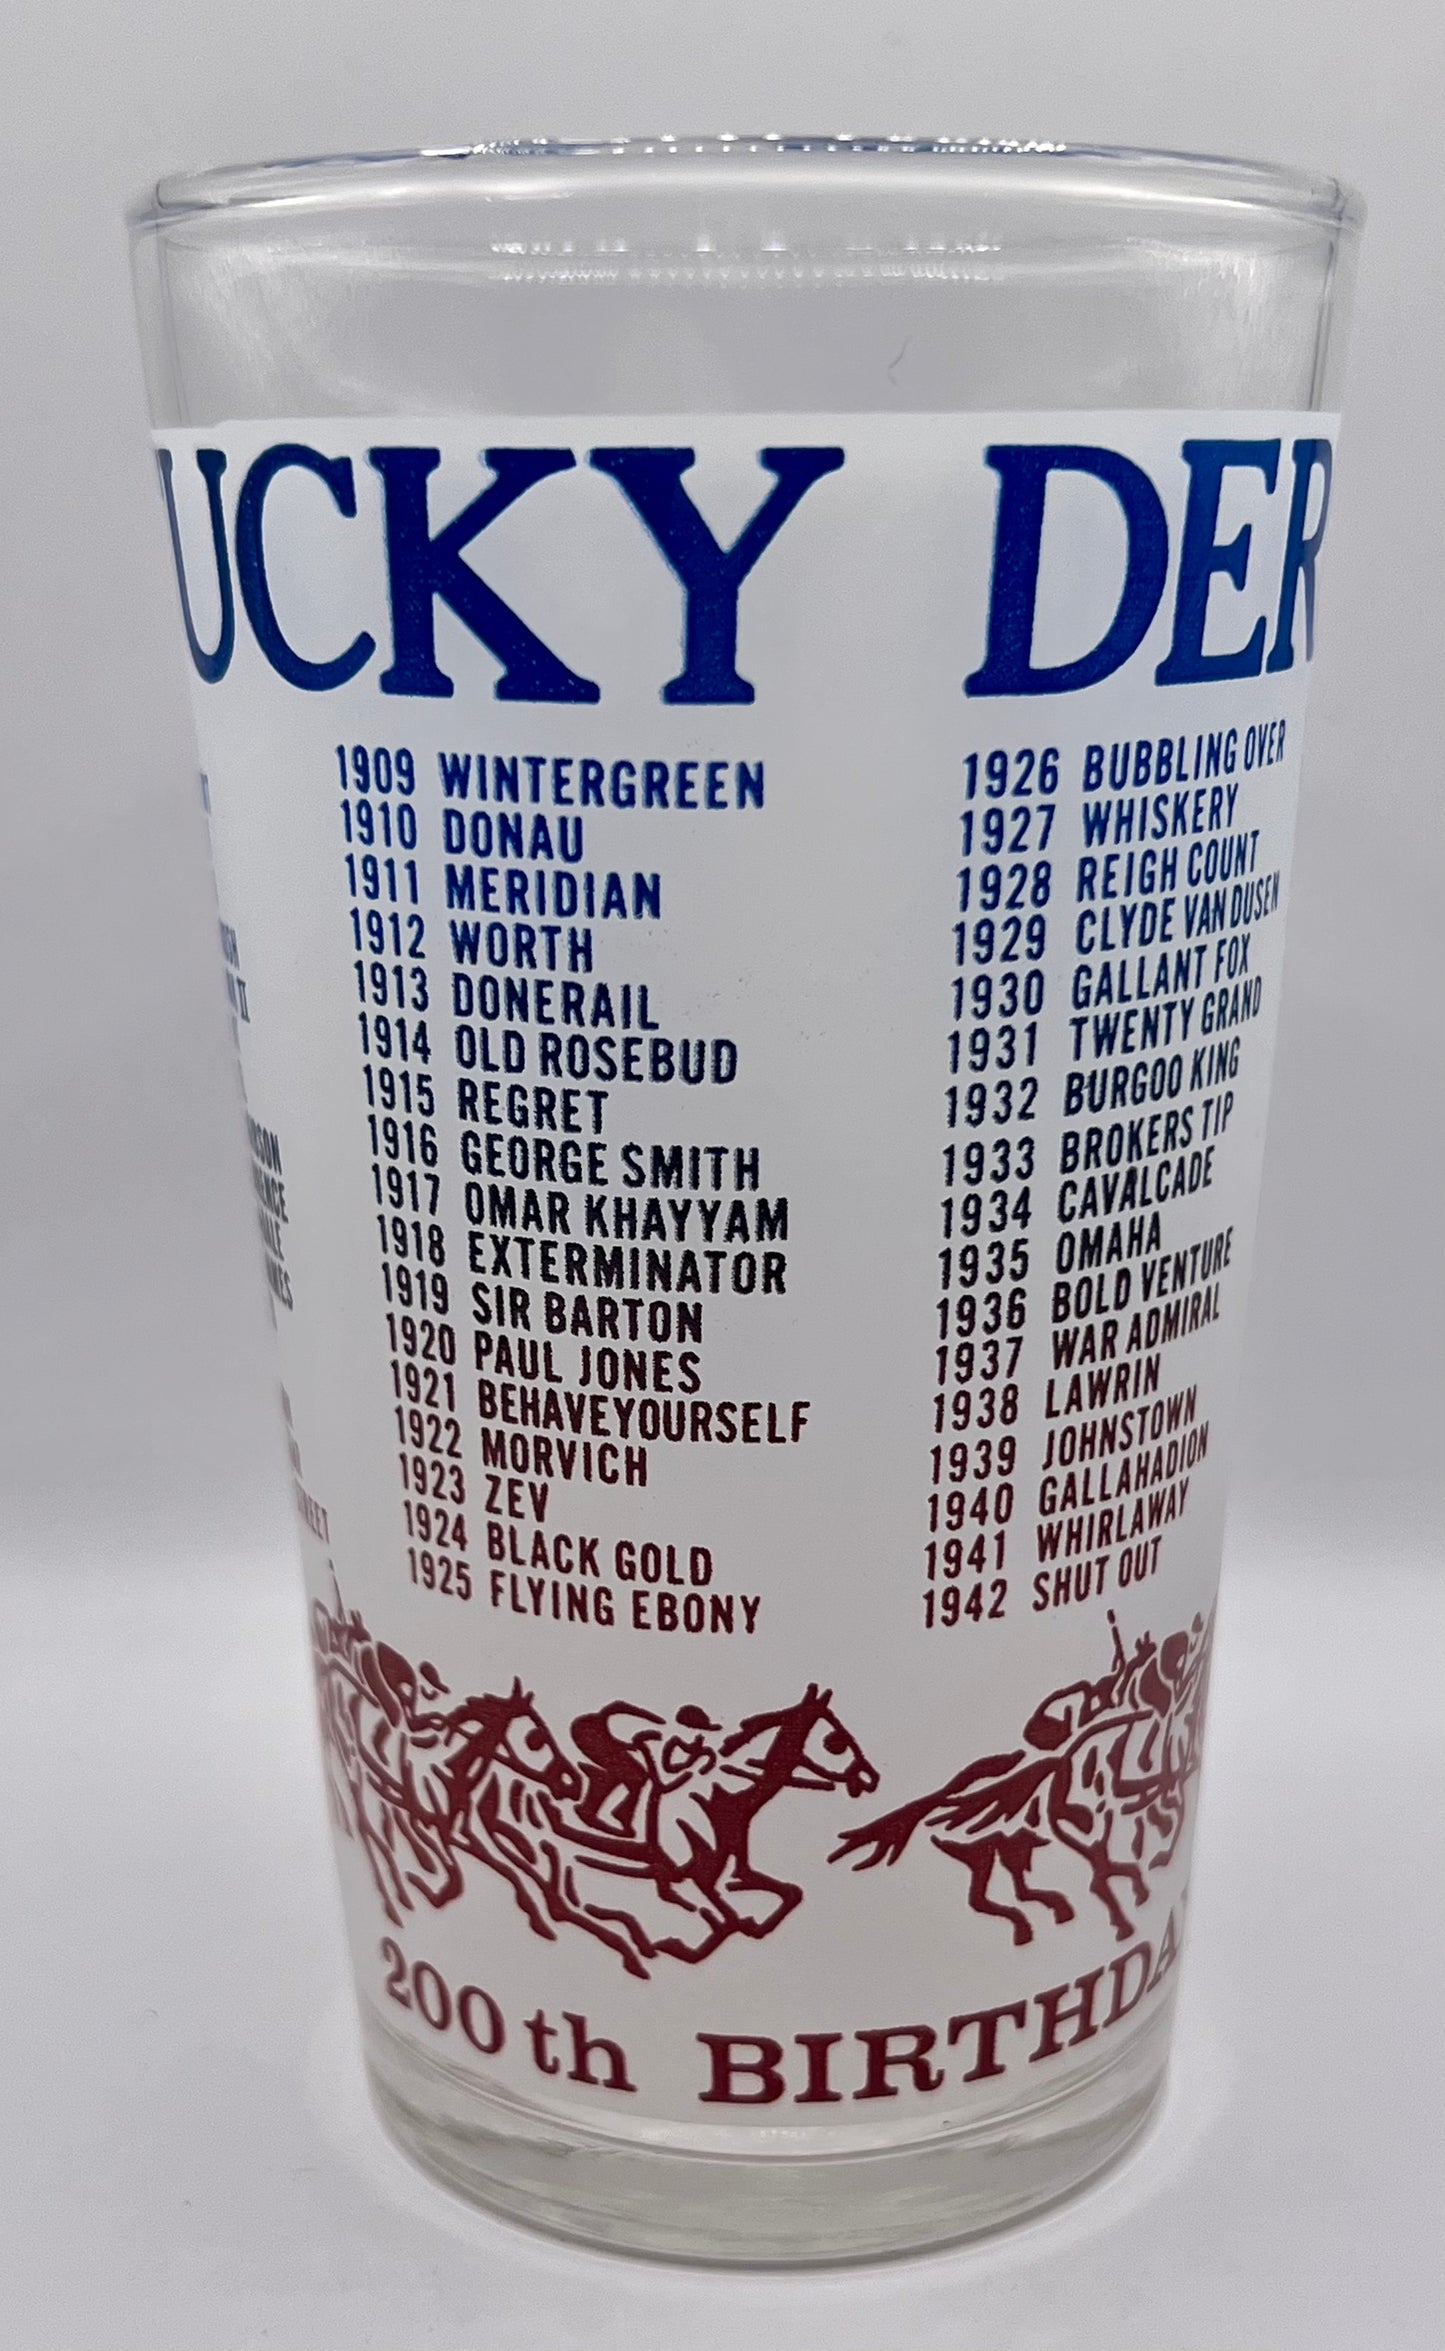 UCKY DER
1909 WINTERGREEN
1910 DONAU
1911 MERIDIAN
1912 WORTH
1913 DONERAIL
1914 OLD ROSEBUD
1915 REGRET
1916 GEORGE SMITH
1917 OMAR KHAYYAM
1918 EXTERMINATOR
1919 SIR BARTON
1920 PAUL JONES
1921 BEHAVEYOURSELF
1922 MORVICH
1923 ZEV
1924 BLACK GOLD
1925 FLYING EBONY
1926 BUBBLING OVER
1927 WHISKERY
1928 REIGH COUNT
1929 CLYDE VAN DUSEN
1930 GALLANT FOX
1931 TWENTY GRAND
1932 BURGOO KING
1933 BROKERS TIP
1934 CAVALCADE
1935 OMAHA
1936 BOLD VENTURE
1937 WAR ADMIRAL
1938 LAWRIN
1939 JOHNSTOWN
1940 GALLAHADION
1941 WHIRLAWAY
1942 SHUT OUT
200th BIRTHDAY